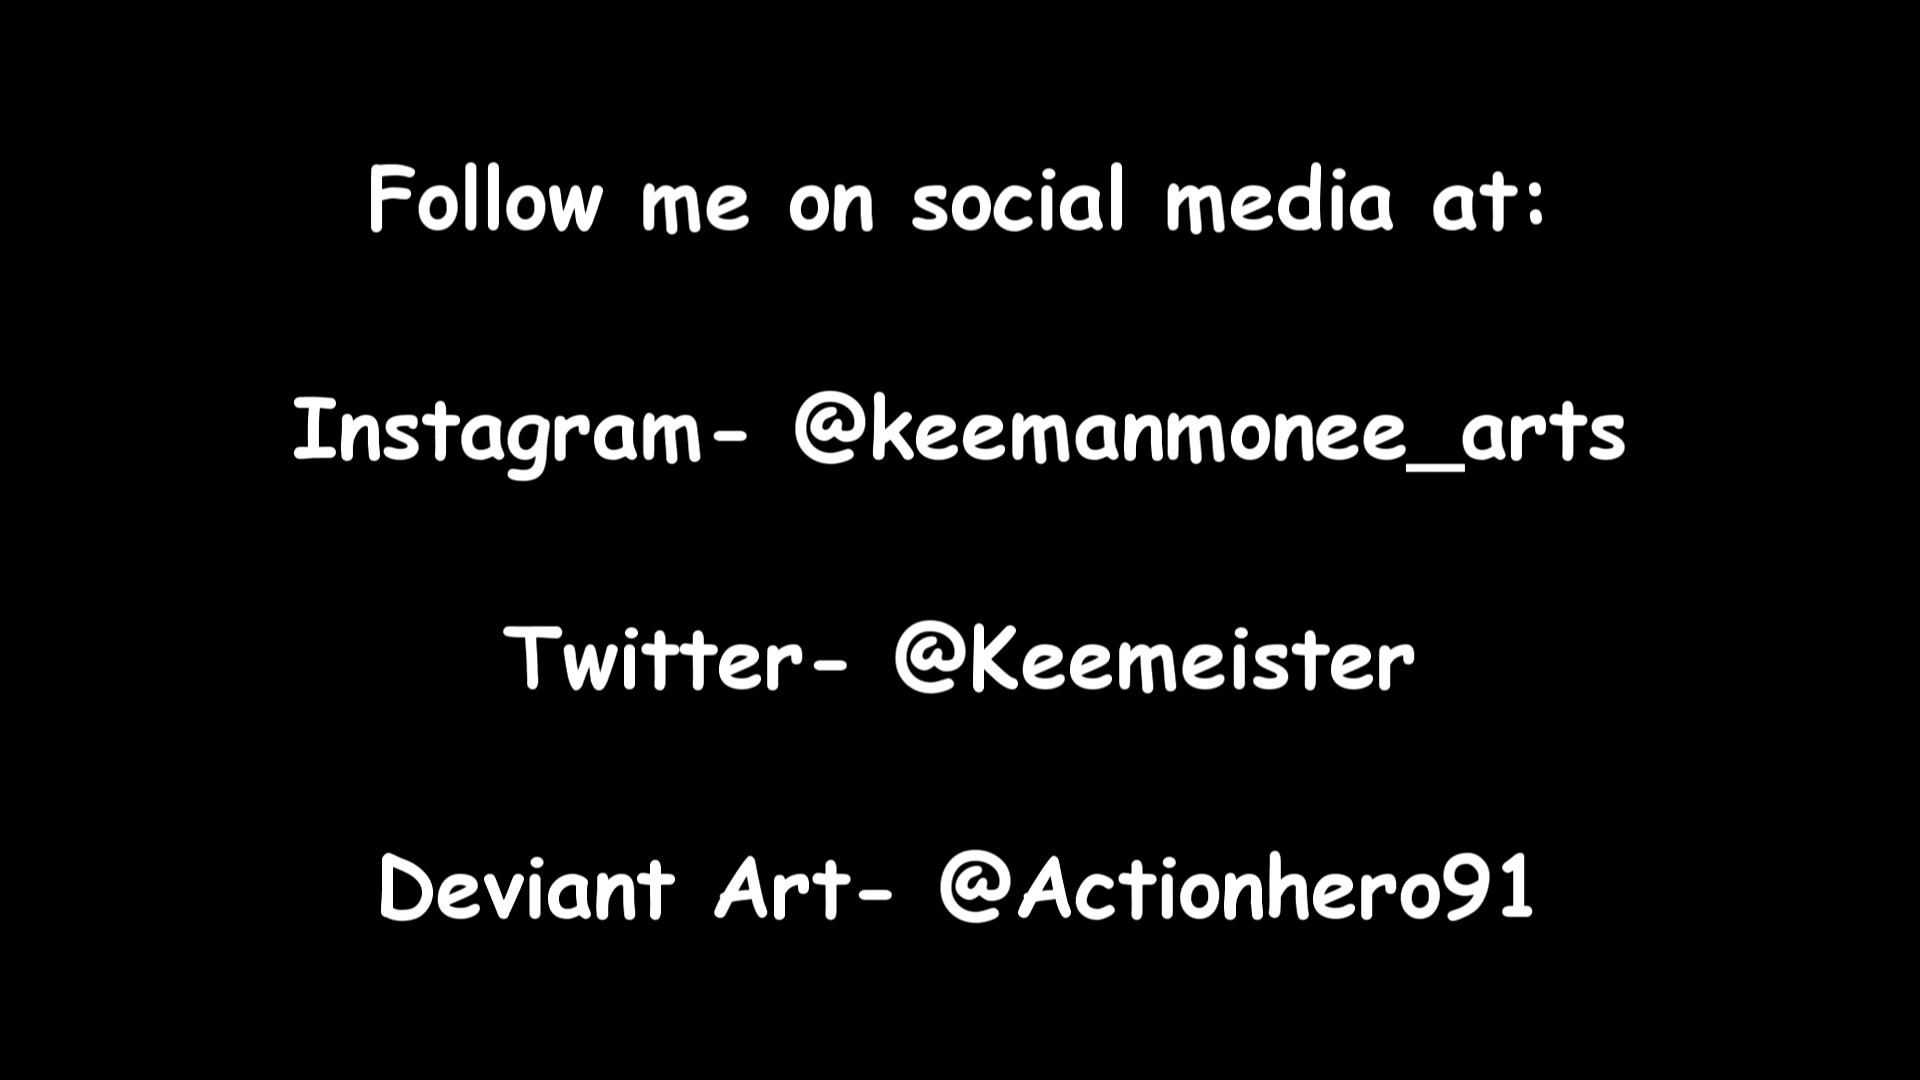 Follow me on social media at:
Instagram- @keemanmonee_arts
Twitter- @Keemeister
Deviant Art- @Actionhero91